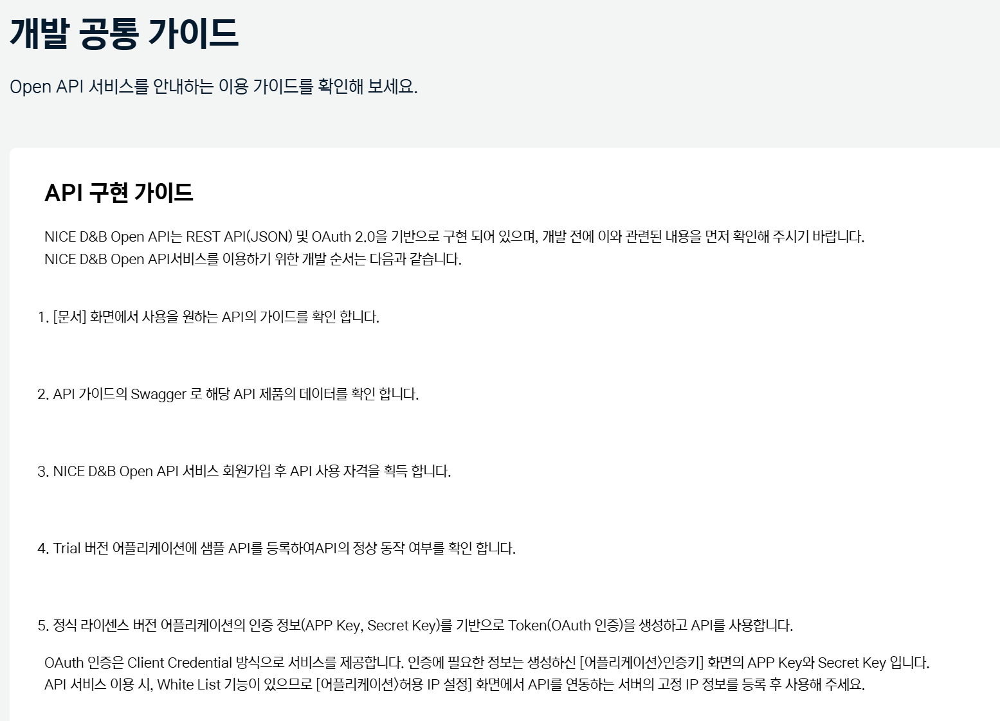 개발 공통 가이드
Open API 서비스를 안내하는 이용 가이드를 확인해 보세요.
API 구현 가이드
NICE D&B Open API는 REST API(JSON) 및 OAuth 2.0을 기반으로 구현 되어 있으며, 개발 전에 이와 관련된 내용을 먼저 확인해 주시기 바랍니다.
NICE D&B Open API서비스를 이용하기 위한 개발 순서는 다음과 같습니다.
1. [문서] 화면에서 사용을 원하는 API의 가이드를 확인 합니다.
2. API 가이드의 Swagger 로 해당 API 제품의 데이터를 확인 합니다.
3. NICE D&B Open API 서비스 회원가입 후 API 사용 자격을 획득 합니다.
4. Trial 버전 어플리케이션에 샘플 API를 등록하여API의 정상 동작 여부를 확인 합니다.
5. 정식 라이센스 버전 어플리케이션의 인증 정보(APP Key, Secret Key)를 기반으로 Token(OAuth 인증)을 생성하고 API를 사용합니다.
OAuth 인증은 Client Credential 방식으로 서비스를 제공합니다. 인증에 필요한 정보는 생성하신 [어플리케이션>인증키] 화면의 APP Key와 Secret Key 입니다.
API 서비스 이용 시, White List 기능이 있으므로 [어플리케이션>허용 IP 설정] 화면에서 API를 연동하는 서버의 고정 IP 정보를 등록 후 사용해 주세요.